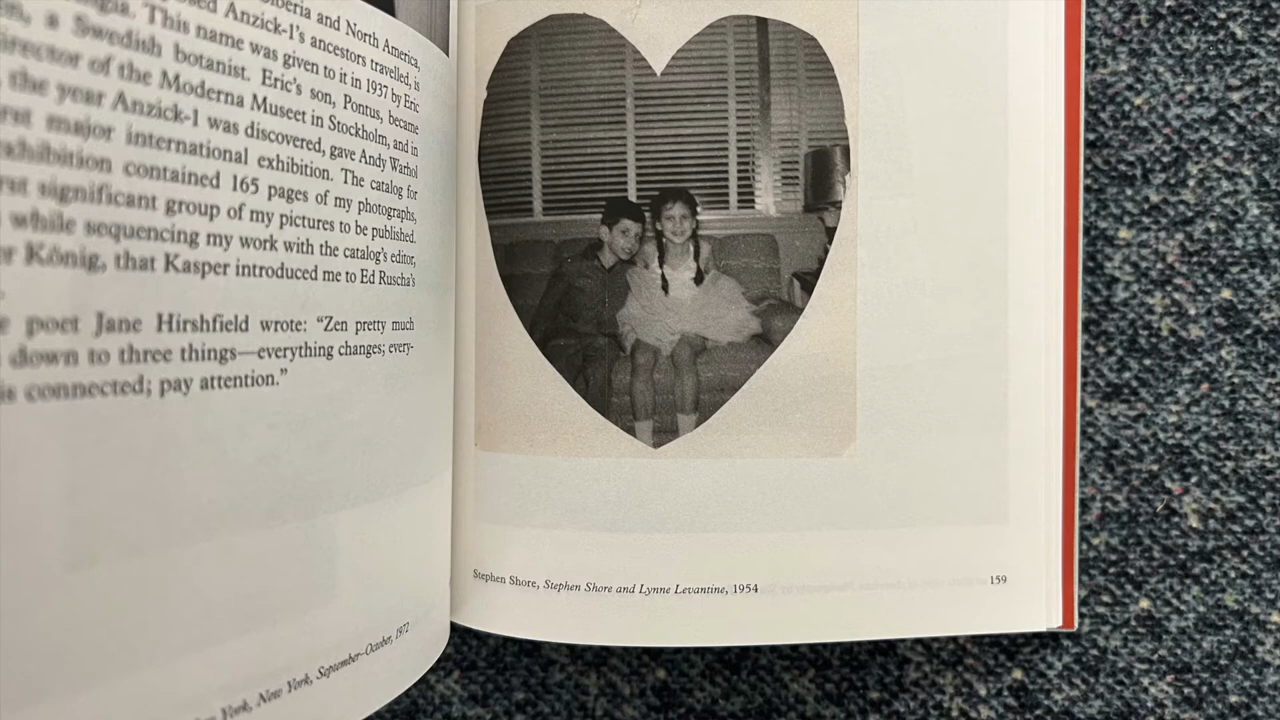 Siberia and North America,
Anzick-1's ancestors travelled, is
This name was given to it in 1937 by Eric
a Swedish botanist. Eric's son, Pontus, became
director of the Moderna Museet in Stockholm, and in
the year Anzick-1 was discovered, gave Andy Warhol
major international exhibition. The catalog for
exhibition contained 165 pages of my photographs,
significant group of my pictures to be published.
while sequencing my work with the catalog's editor,
König, that Kasper introduced me to Ed Ruscha's
poet Jane Hirshfield wrote: "Zen pretty much
down to three things—everything changes; every-
is connected; pay attention."
York, New York, September–October, 1972
Stephen Shore, Stephen Shore and Lynne Levantine, 1954
159